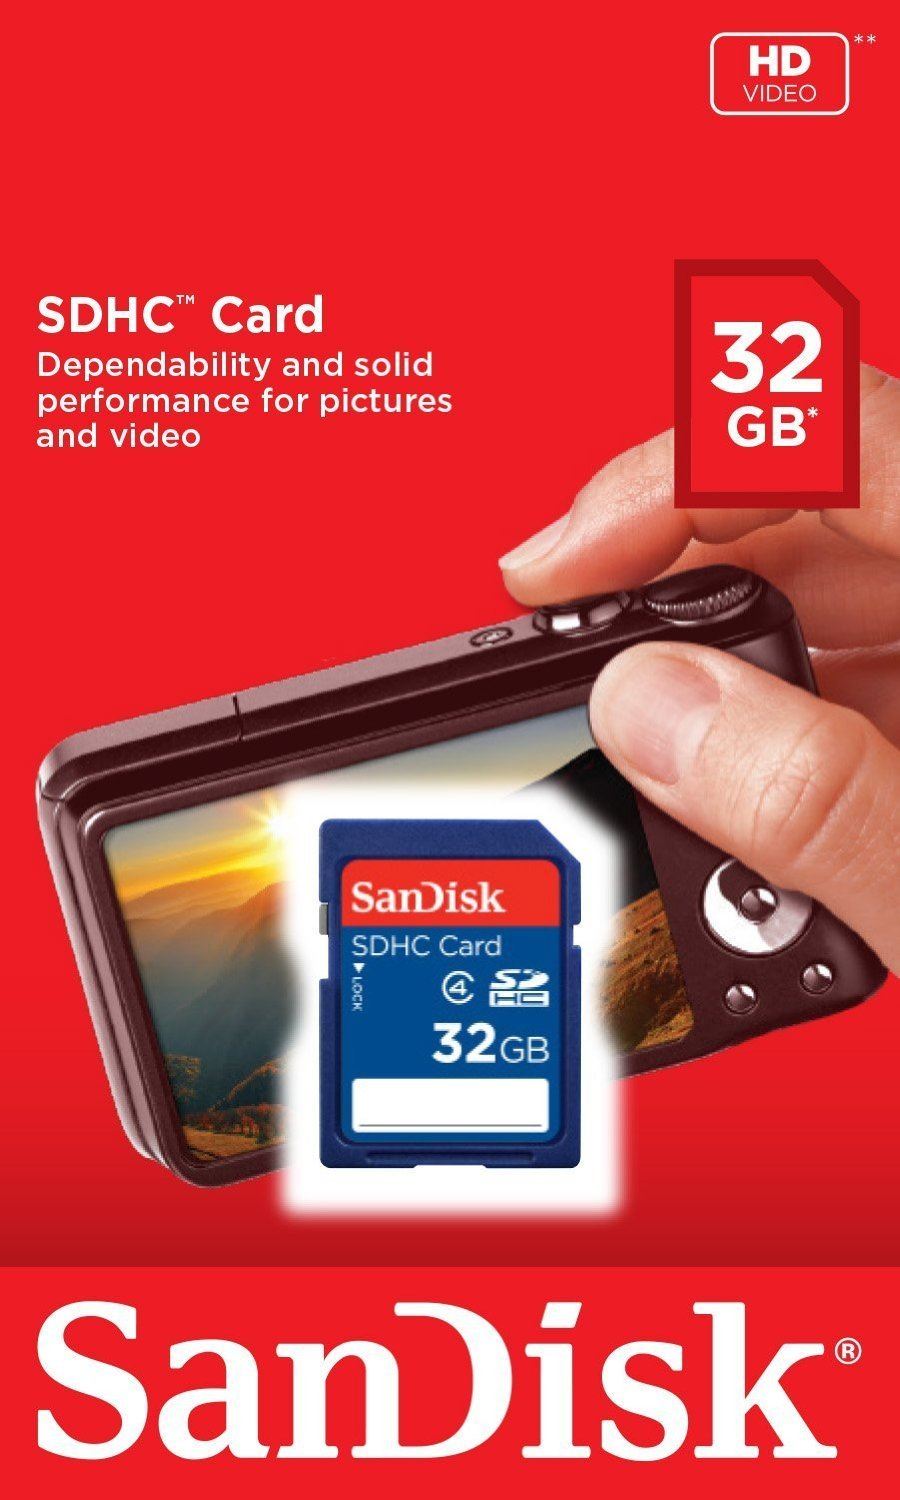 HD
VIDEO
**
SDHC™ Card
Dependability and solid
performance for pictures
and video
32
GB*
SanDisk
SDHC Card
▼ LOCK
4
SD
HC
32GB
SanDisk®